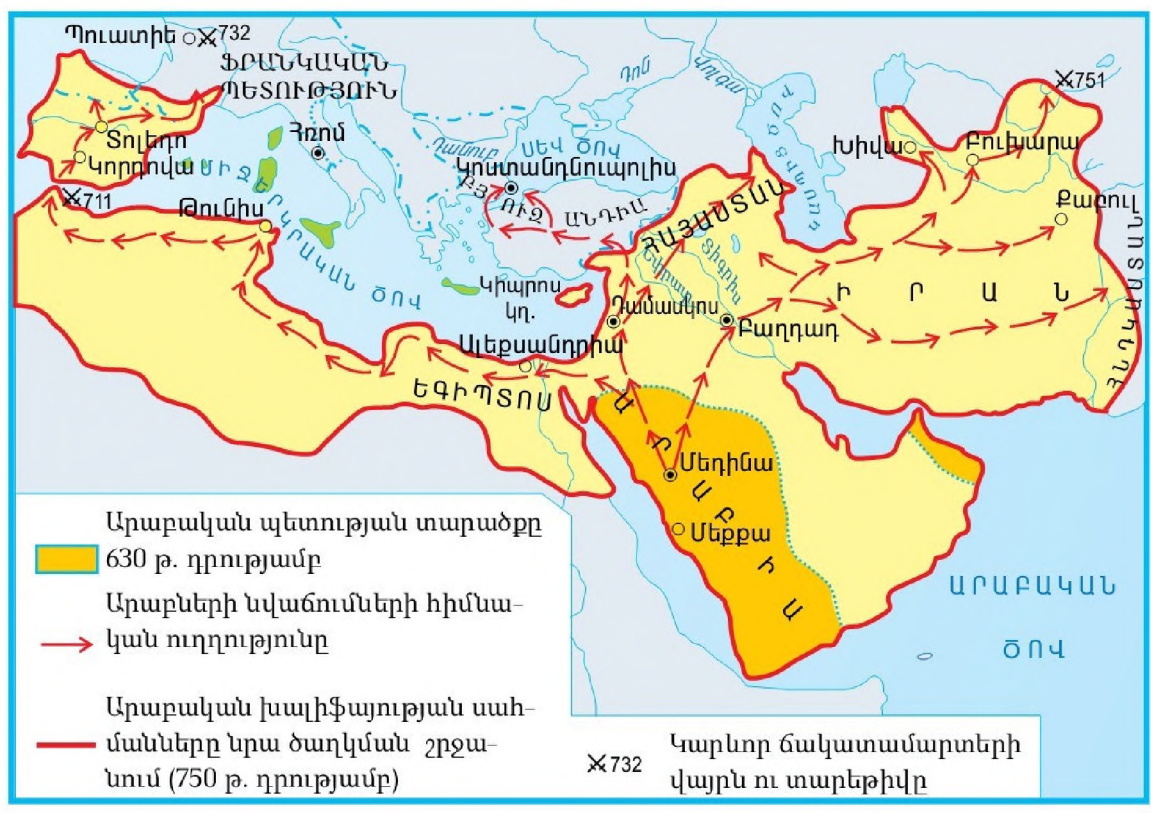 Պուատիե
732
ՖՐԱՆԿԱԿԱՆ
ՊԵՏՈՒԹՅՈՒՆ
Դոն
Վոլգա
751
Տոլեդո
Կորդովա
Հռոմ
Դանուբ
ՍԵՎ ԾՈՎ
Կոստանդնուպոլիս
ԲՅՈՒԶԱՆԴԻԱ
ԿԱՍՊԻՑ ԾՈՎ
Խիվա
Բուխարա
Քաբուլ
711
Թունիս
ՄԻՋԵՐԿՐԱԿԱՆ ԾՈՎ
ՀԱՅԱՍՏԱՆ
Տիգրիս
Եփրատ
Կիպրոս
կղ.
Դամասկոս
Բաղդադ
ԻՐԱՆ
ՀՆԴԿԱՍՏԱՆ
Ալեքսանդրիա
ԵԳԻՊՏՈՍ
ԱՐԱԲԻԱ
Մեդինա
Մեքքա
ԱՐԱԲԱԿԱՆ
ԾՈՎ
Արաբական պետության տարածքը
630 թ. դրությամբ
Արաբների նվաճումների հիմնա-
կան ուղղությունը
Արաբական խալիֆայության սահ-
մանները նրա ծաղկման շրջա-
նում (750 թ. դրությամբ)
732
Կարևոր ճակատամարտերի
վայրն ու տարեթիվը